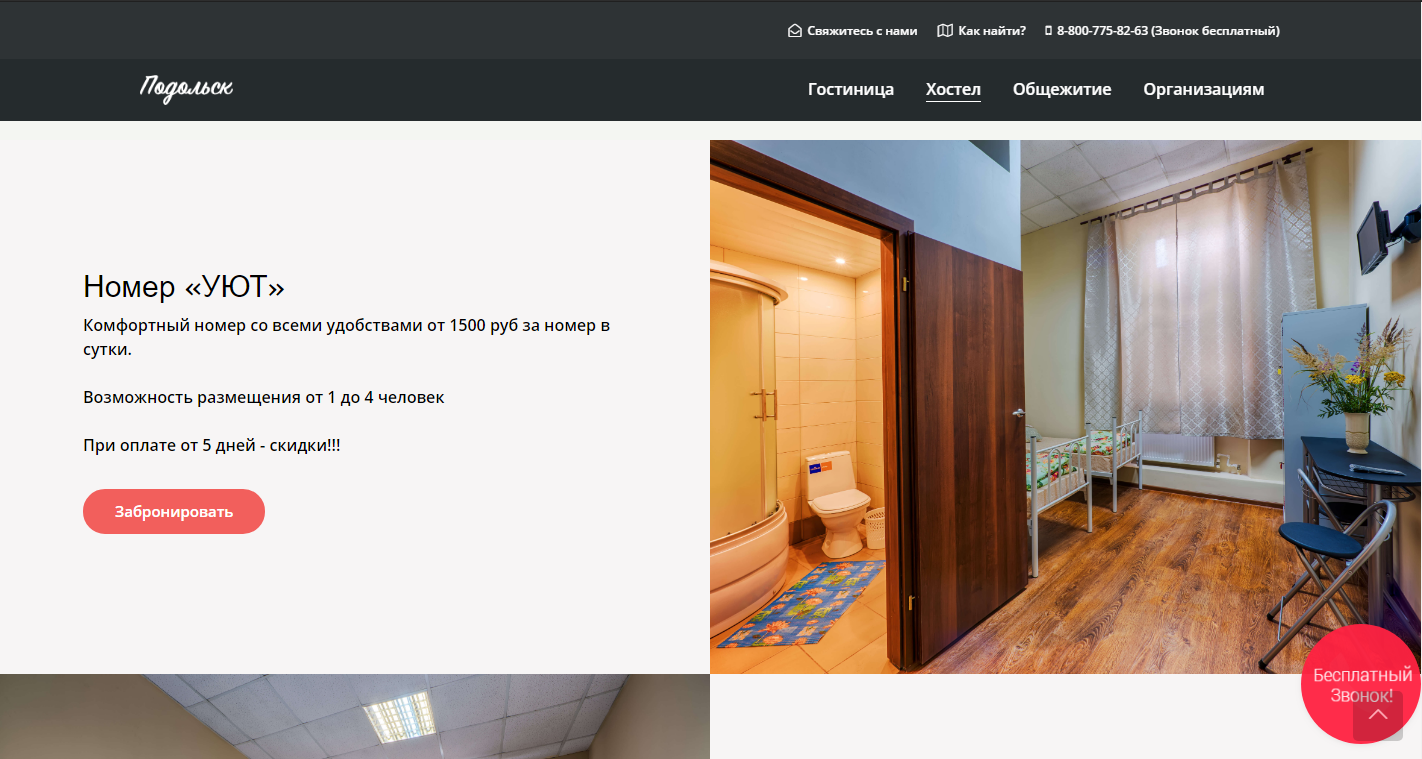 Свяжитесь с нами
Как найти?
8-800-775-82-63 (Звонок бесплатный)
Подольск
Гостиница
Хостел
Общежитие
Организациям
Номер «УЮТ»
Комфортный номер со всеми удобствами от 1500 руб за номер в
сутки.
Возможность размещения от 1 до 4 человек
При оплате от 5 дней - скидки!!!
Забронировать
Бесплатный
Звонок!